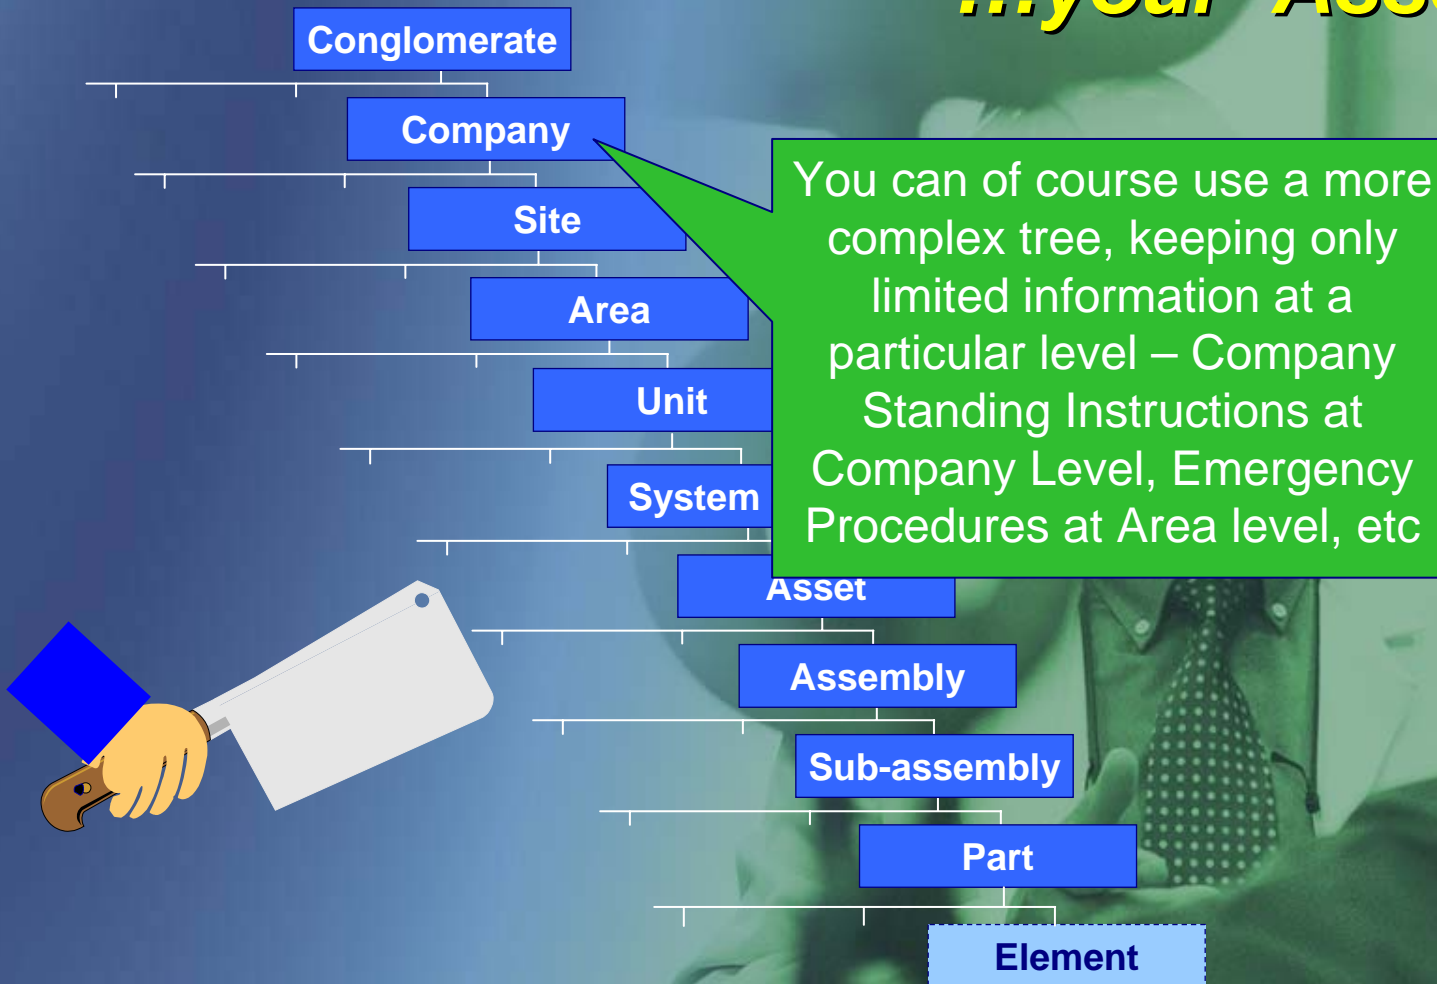 ...your
Conglomerate
Company
Site
Area
Unit
System
Asset
Assembly
Sub-assembly
Part
Element
You can of course use a more
complex tree, keeping only
limited information at a
particular level – Company
Standing Instructions at
Company Level, Emergency
Procedures at Area level, etc